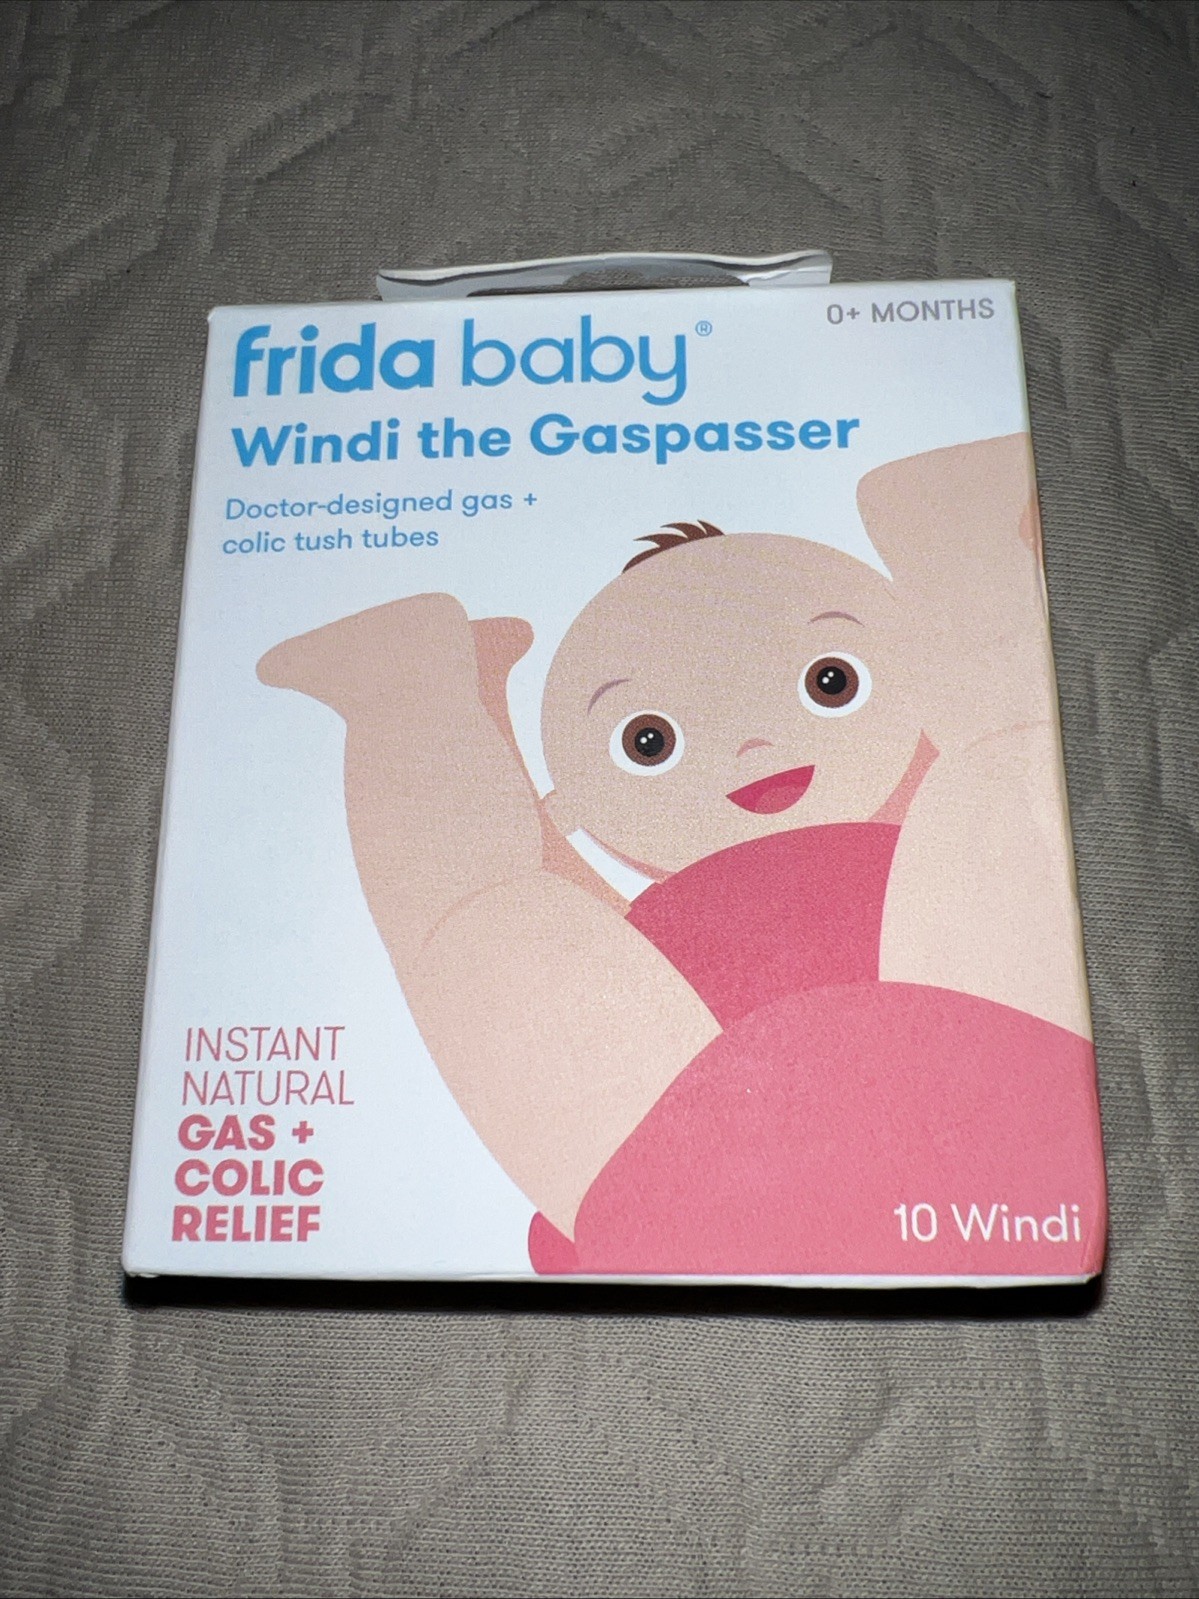 0+ MONTHS
frida baby®
Windi the Gaspasser
Doctor-designed gas +
colic tush tubes
INSTANT
NATURAL
GAS +
COLIC
RELIEF
10 Windi